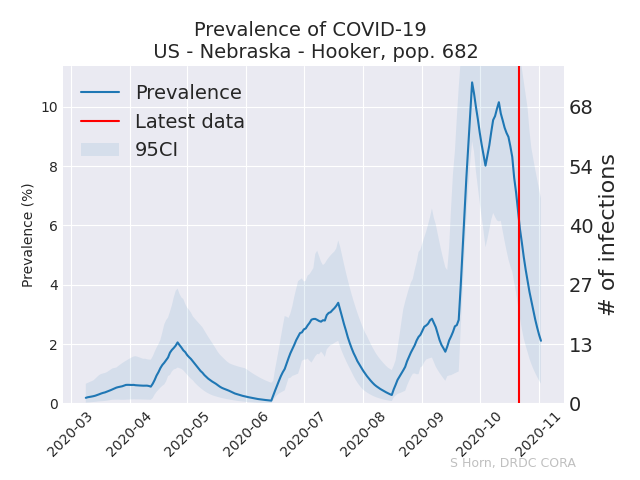 Prevalence of COVID-19
US - Nebraska - Hooker, pop. 682
Prevalence
Latest data
95CI
Prevalence (%)
10
8
6
4
2
0
# of infections
68
54
40
27
13
0
2020-03
2020-04
2020-05
2020-06
2020-07
2020-08
2020-09
2020-10
2020-11
S Horn, DRDC CORA